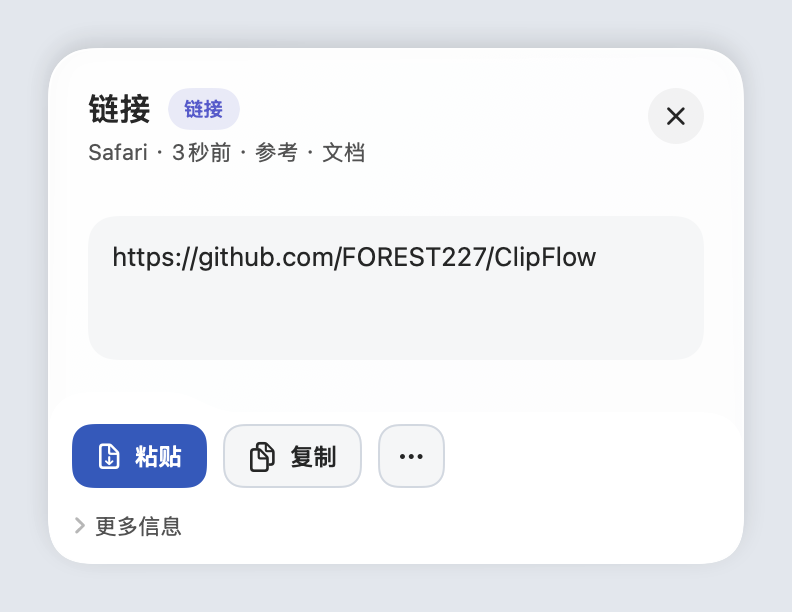 链接 链接
Safari · 3秒前 · 参考 · 文档
https://github.com/FOREST227/ClipFlow
粘贴 复制 ···
更多信息